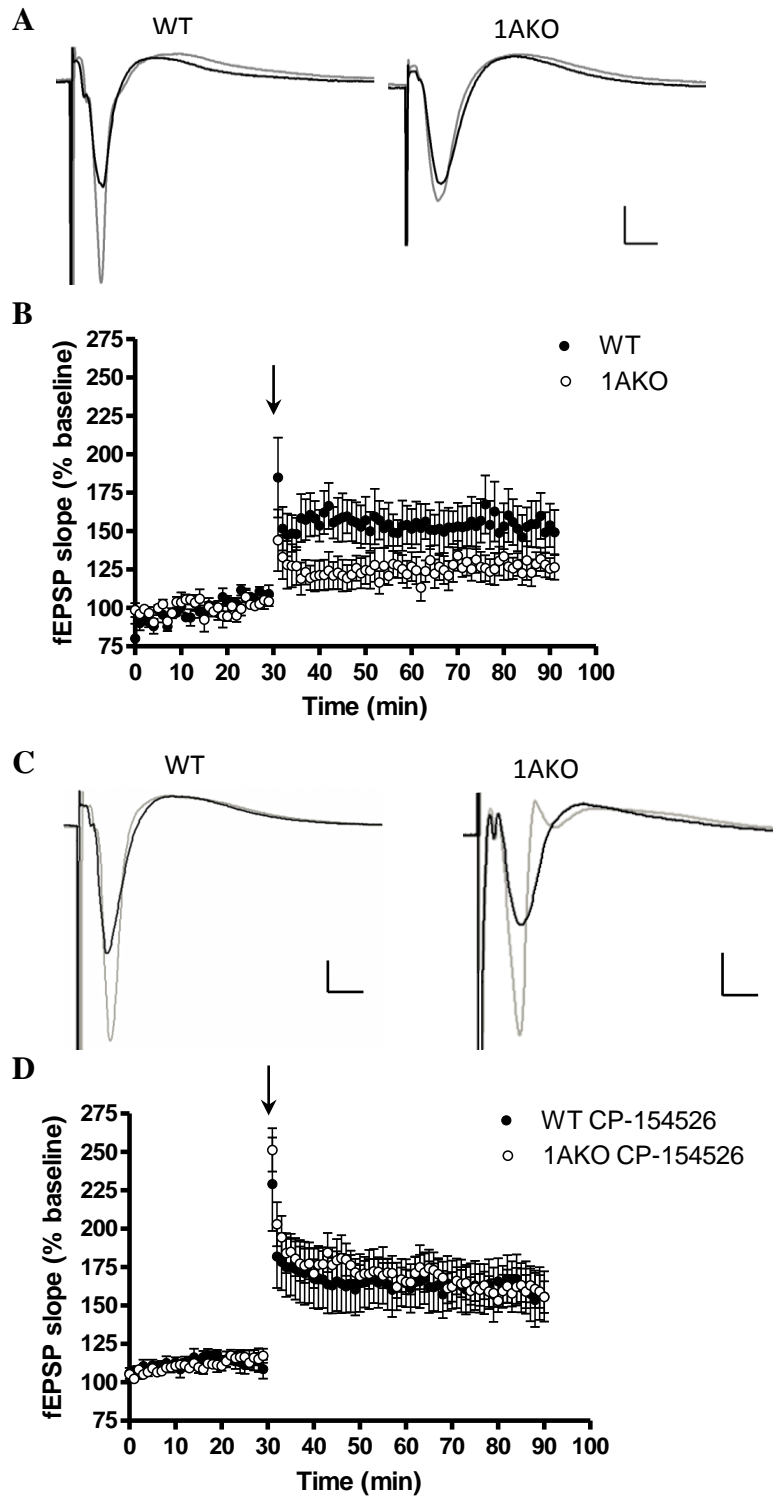 A
WT
1AKO
B
275
250
225
200
175
150
125
100
75
fEPSP slope (% baseline)
WT
1AKO
0 10 20 30 40 50 60 70 80 90 100
Time (min)
C
WT
1AKO
D
275
250
225
200
175
150
125
100
75
fEPSP slope (% baseline)
WT CP-154526
1AKO CP-154526
0 10 20 30 40 50 60 70 80 90 100
Time (min)